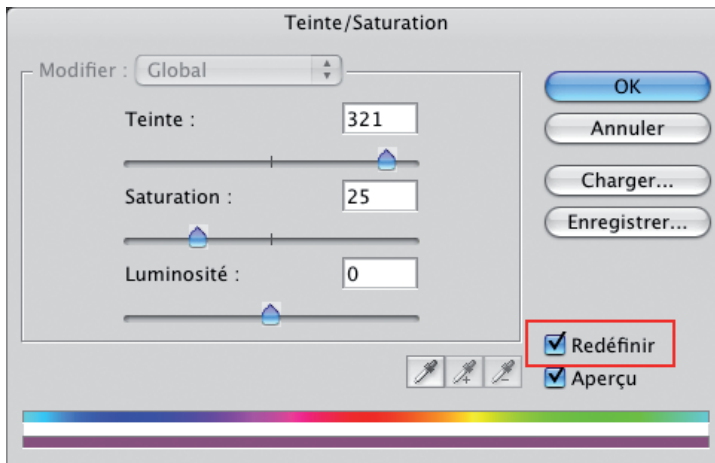 Teinte/Saturation
Modifier : Global
Teinte : 321
Saturation : 25
Luminosité : 0
OK
Annuler
Charger...
Enregistrer...
Redéfinir
Aperçu